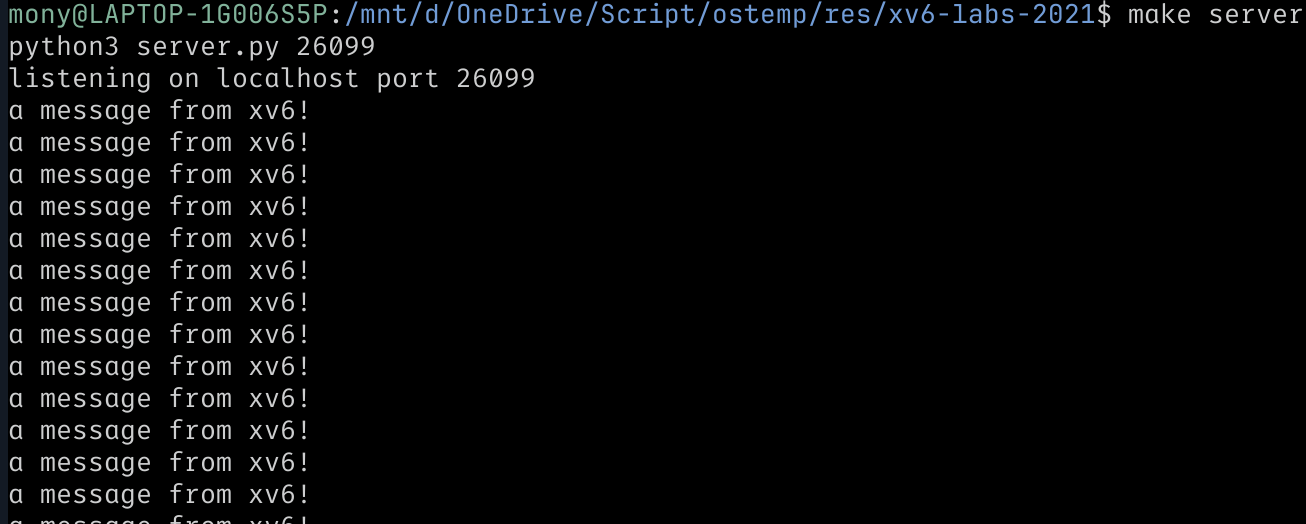 mony@LAPTOP-1G006S5P:/mnt/d/OneDrive/Script/ostemp/res/xv6-labs-2021$ make server
python3 server.py 26099
listening on localhost port 26099
a message from xv6!
a message from xv6!
a message from xv6!
a message from xv6!
a message from xv6!
a message from xv6!
a message from xv6!
a message from xv6!
a message from xv6!
a message from xv6!
a message from xv6!
a message from xv6!
a message from xv6!